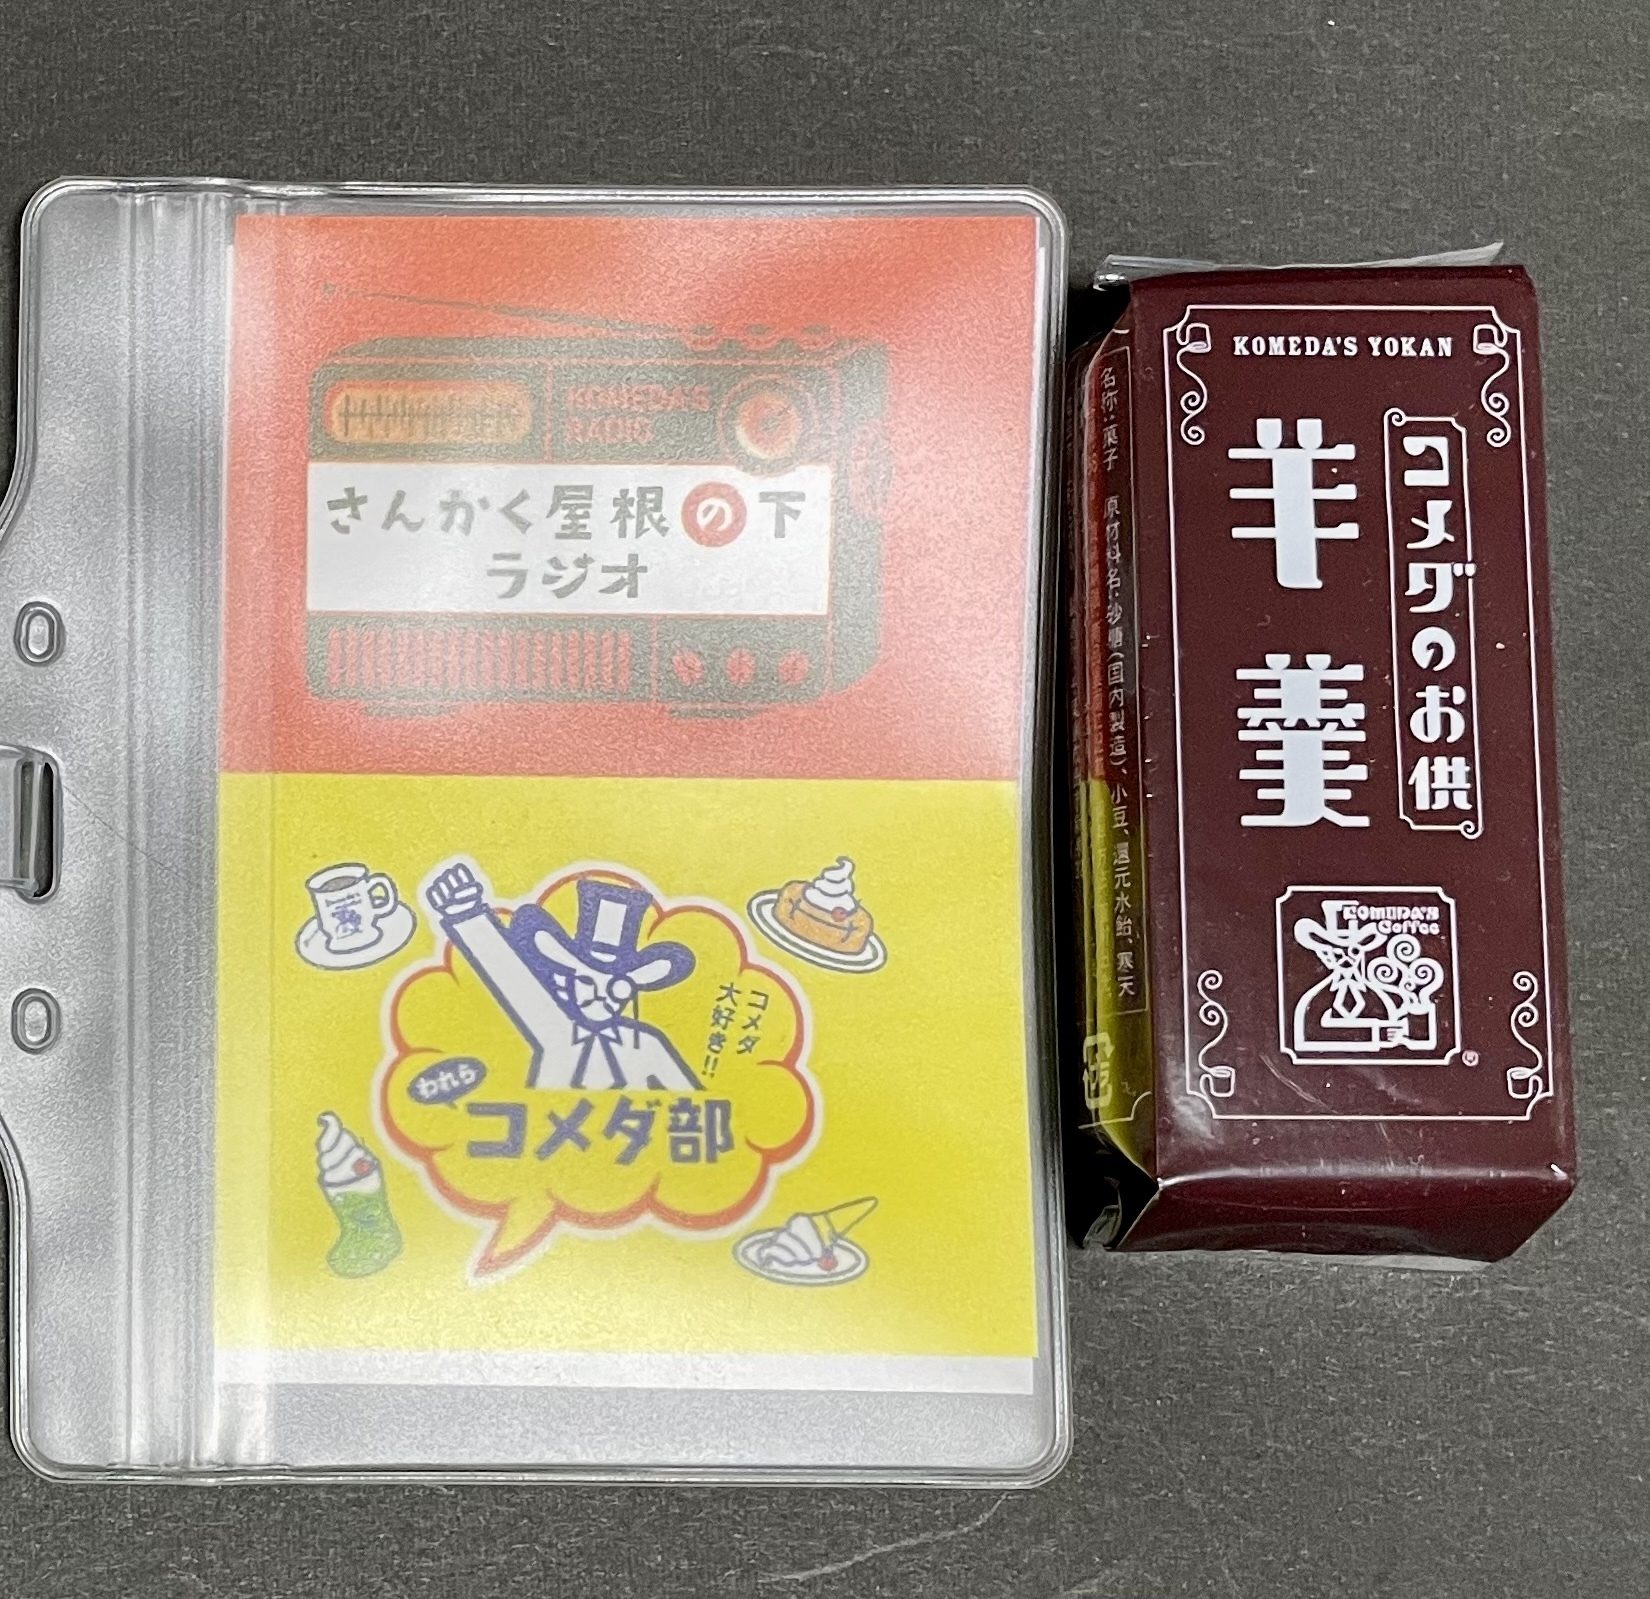 KOMEDA'S
RADIO
さんかく屋根の下
ラジオ
コメダ
大好き!!
われら
コメダ部
KOMEDA'S YOKAN
コメダのお供
羊羹
KOMEDA'S
Coffee
®
名称:菓子 原材料名:砂糖(国内製造)、小豆、還元水飴、寒天